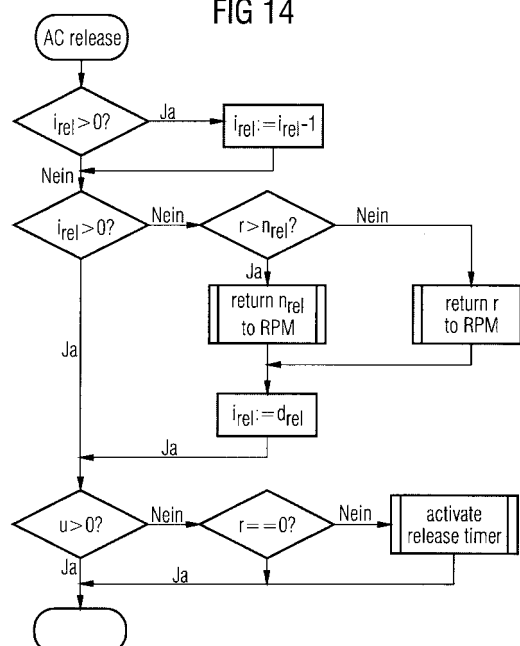 FIG 14
AC release
i_rel>0?
Ja
i_rel:=i_rel-1
Nein
i_rel>0?
Nein
r>n_rel?
Nein
Ja
return n_rel
to RPM
return r
to RPM
Ja
i_rel:=d_rel
Ja
u>0?
Nein
r==0?
Nein
activate
release timer
Ja
Ja